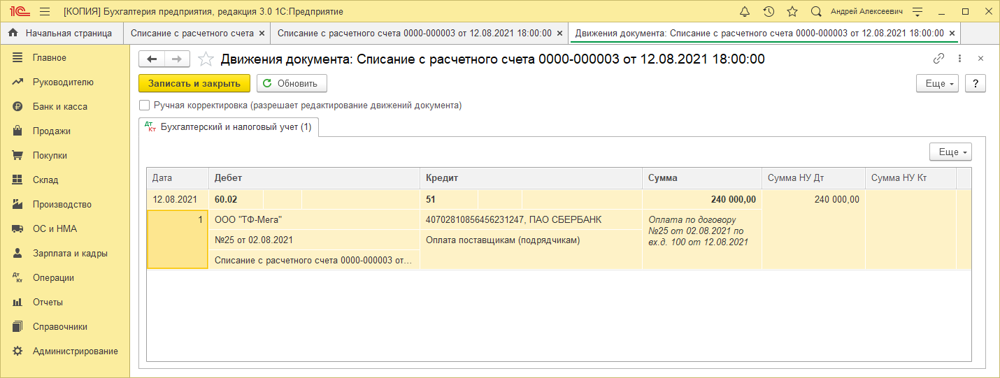 1С [КОПИЯ] Бухгалтерия предприятия, редакция 3.0 1С:Предприятие Андрей Алексеевич
Начальная страница
Списание с расчетного счета
Списание с расчетного счета 0000-000003 от 12.08.2021 18:00:00
Движения документа: Списание с расчетного счета 0000-000003 от 12.08.2021 18:00:00
Главное
Руководителю
Банк и касса
Продажи
Покупки
Склад
Производство
ОС и НМА
Зарплата и кадры
Дт Кт Операции
Отчеты
Справочники
Администрирование
Движения документа: Списание с расчетного счета 0000-000003 от 12.08.2021 18:00:00
Записать и закрыть Обновить Еще ?
Ручная корректировка (разрешает редактирование движений документа)
Дт Кт Бухгалтерский и налоговый учет (1)
Еще
Дата Дебет Кредит Сумма Сумма НУ Дт Сумма НУ Кт
12.08.2021 60.02 51 240 000,00 240 000,00
1 ООО "ТФ-Мега" 40702810856456231247, ПАО СБЕРБАНК Оплата по договору
№25 от 02.08.2021 по
вх.д. 100 от 12.08.2021
№25 от 02.08.2021 Оплата поставщикам (подрядчикам)
Списание с расчетного счета 0000-000003 от...